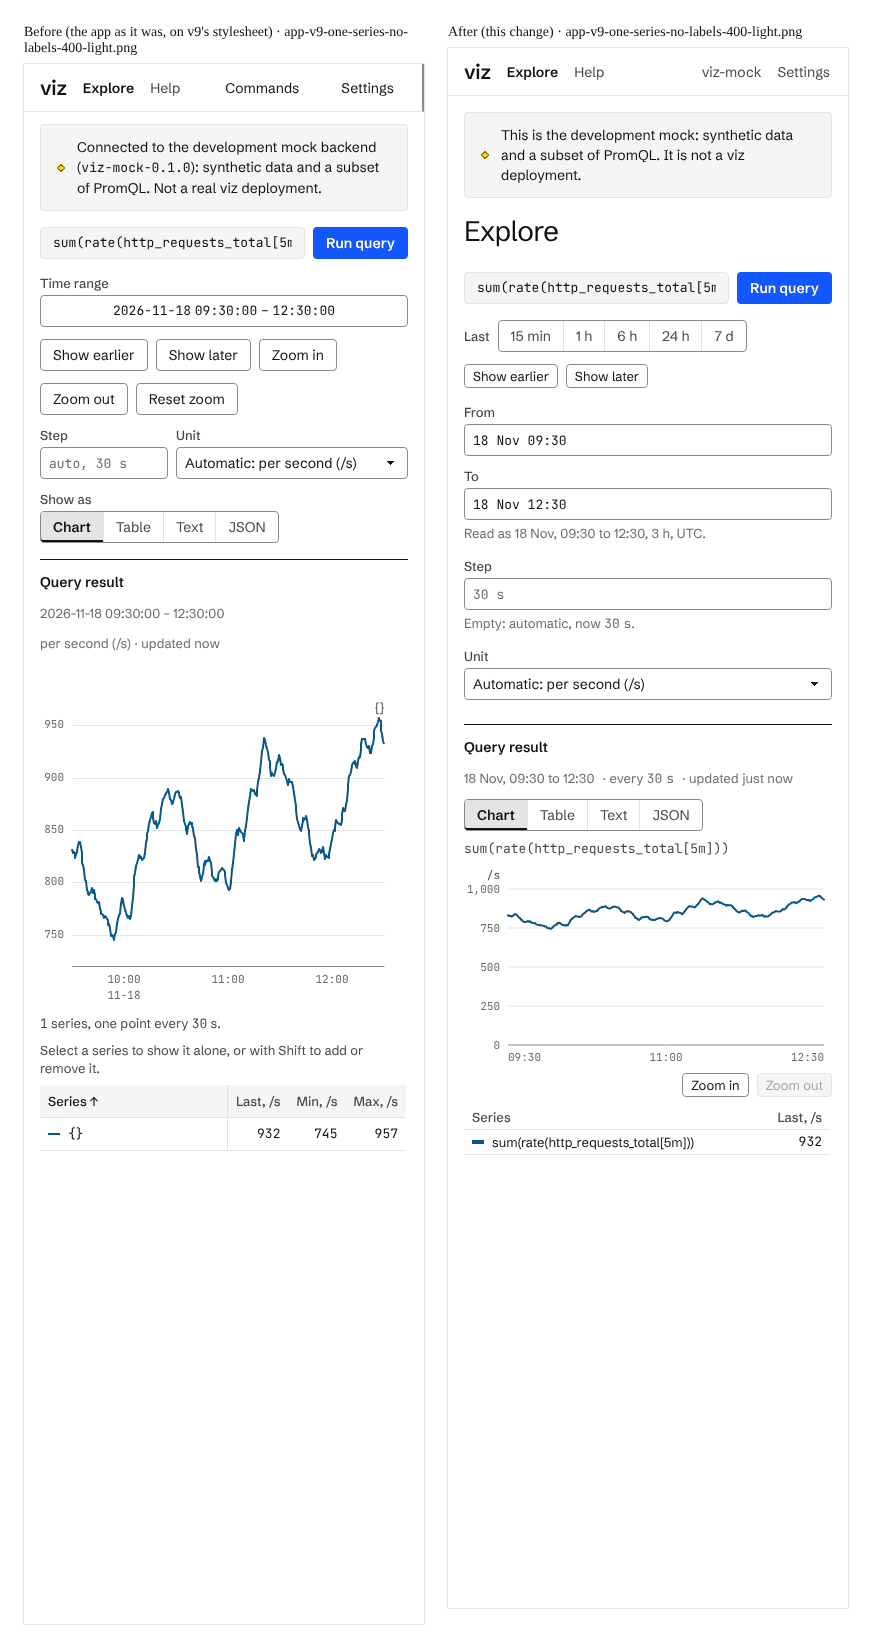 Before (the app as it was, on v9's stylesheet) · app-v9-one-series-no-
labels-400-light.png
viz Explore Help Commands Settings
Connected to the development mock backend
(viz-mock-0.1.0): synthetic data and a subset
of PromQL. Not a real viz deployment.
sum(rate(http_requests_total[5m Run query
Time range
2026-11-18 09:30:00 – 12:30:00
Show earlier Show later Zoom in
Zoom out Reset zoom
Step Unit
auto, 30 s Automatic: per second (/s)
Show as
Chart Table Text JSON
Query result
2026-11-18 09:30:00 – 12:30:00
per second (/s) · updated now
{}
950
900
850
800
750
10:00 11:00 12:00
11-18
1 series, one point every 30 s.
Select a series to show it alone, or with Shift to add or
remove it.
Series ↑ Last, /s Min, /s Max, /s
{} 932 745 957
After (this change) · app-v9-one-series-no-labels-400-light.png
viz Explore Help viz-mock Settings
This is the development mock: synthetic data
and a subset of PromQL. It is not a viz
deployment.
Explore
sum(rate(http_requests_total[5m Run query
Last 15 min 1 h 6 h 24 h 7 d
Show earlier Show later
From
18 Nov 09:30
To
18 Nov 12:30
Read as 18 Nov, 09:30 to 12:30, 3 h, UTC.
Step
30 s
Empty: automatic, now 30 s.
Unit
Automatic: per second (/s)
Query result
18 Nov, 09:30 to 12:30 · every 30 s · updated just now
Chart Table Text JSON
sum(rate(http_requests_total[5m]))
/s
1,000
750
500
250
0
09:30 11:00 12:30
Zoom in Zoom out
Series Last, /s
sum(rate(http_requests_total[5m])) 932